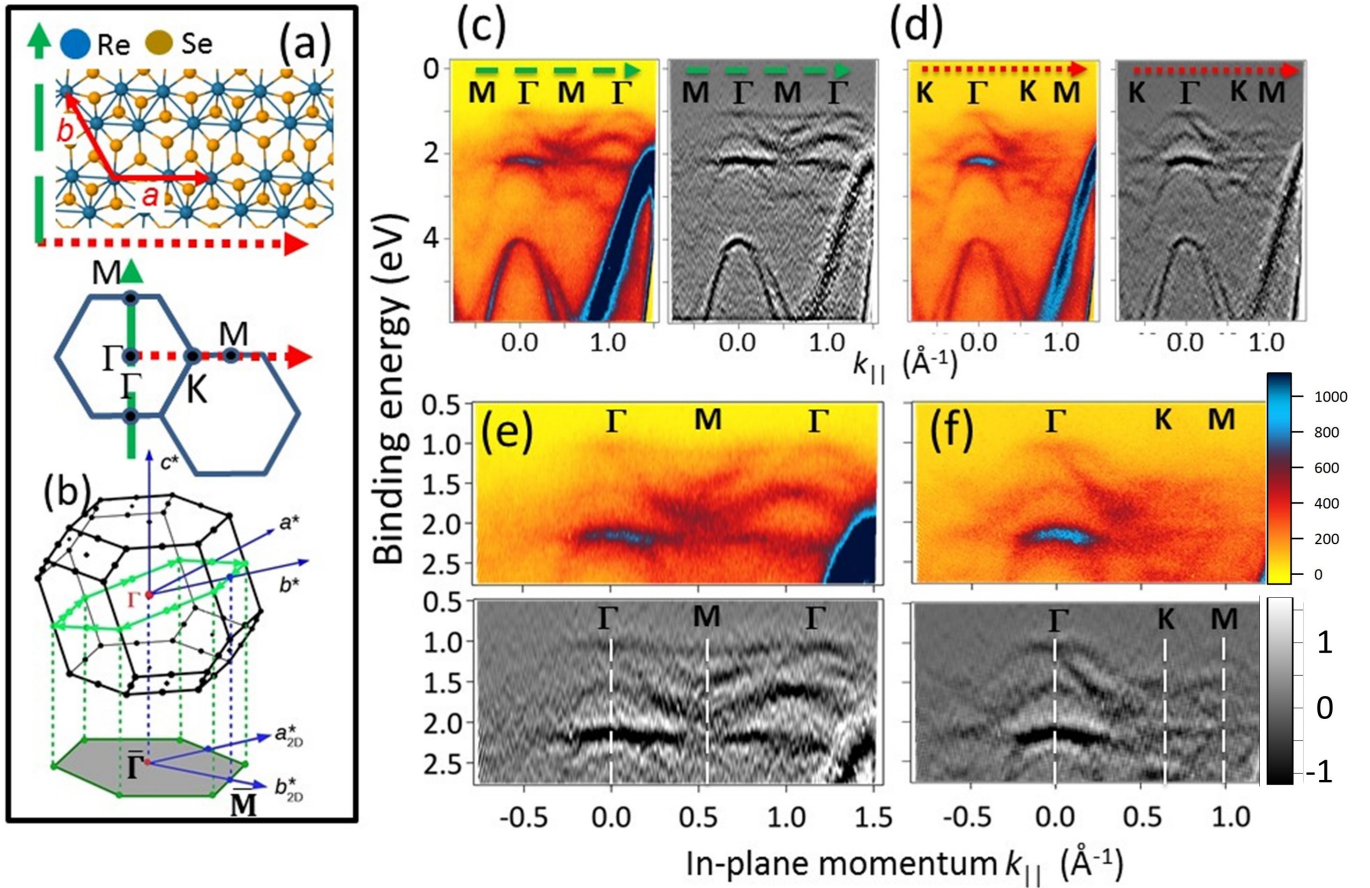 (a)
Re Se
b
a
M
Γ
M
Γ
K
(b)
c*
a*
b*
Γ
Γ̄
a*2D
b*2D
M̄
Binding energy (eV)
(c)
0
2
4
M Γ M Γ
M Γ M Γ
0.0 1.0
0.0 1.0
(d)
K Γ K M
K Γ K M
0.0 1.0
0.0 1.0
k|| (Å-1)
(e)
0.5
1.0
1.5
2.0
2.5
Γ M Γ
0.5
1.0
1.5
2.0
2.5
Γ M Γ
-0.5 0.0 0.5 1.0 1.5
(f)
Γ K M
Γ K M
-0.5 0.0 0.5 1.0
1000
800
600
400
200
0
1
0
-1
In-plane momentum k|| (Å-1)